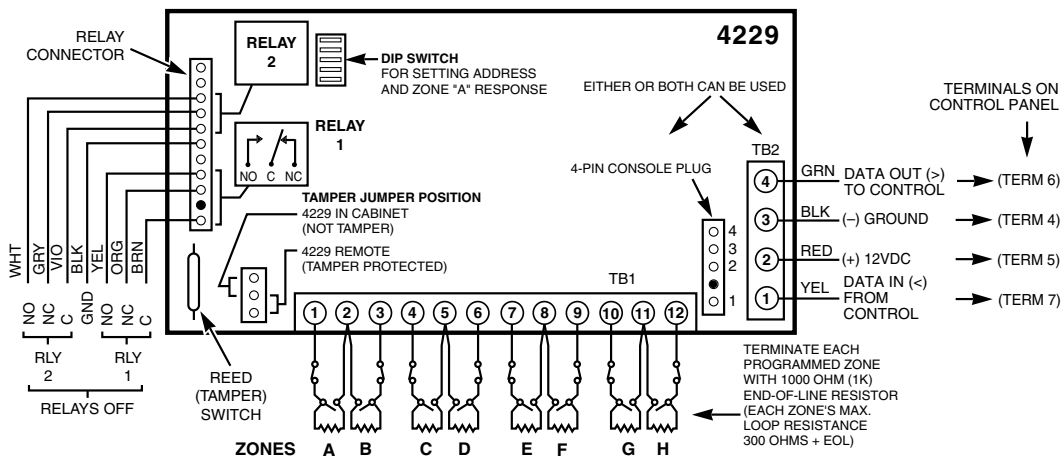 4229
RELAY
CONNECTOR
RELAY
2
DIP SWITCH
FOR SETTING ADDRESS
AND ZONE "A" RESPONSE
EITHER OR BOTH CAN BE USED
TERMINALS ON
CONTROL PANEL
RELAY
1
NO C NC
TB2
4-PIN CONSOLE PLUG
4
3
2
1
4
3
2
1
GRN DATA OUT (>)
TO CONTROL
(TERM 6)
BLK (–) GROUND
(TERM 4)
RED (+) 12VDC
(TERM 5)
YEL DATA IN (<)
FROM
CONTROL
(TERM 7)
TAMPER JUMPER POSITION
4229 IN CABINET
(NOT TAMPER)
4229 REMOTE
(TAMPER PROTECTED)
WHT
GRY
VIO
BLK
YEL
ORG
BRN
NO
NC
C
GND
NO
NC
C
RLY
2
RLY
1
RELAYS OFF
REED
(TAMPER)
SWITCH
TB1
1 2 3 4 5 6 7 8 9 10 11 12
TERMINATE EACH
PROGRAMMED ZONE
WITH 1000 OHM (1K)
END-OF-LINE RESISTOR
(EACH ZONE'S MAX.
LOOP RESISTANCE
300 OHMS + EOL)
ZONES A B C D E F G H